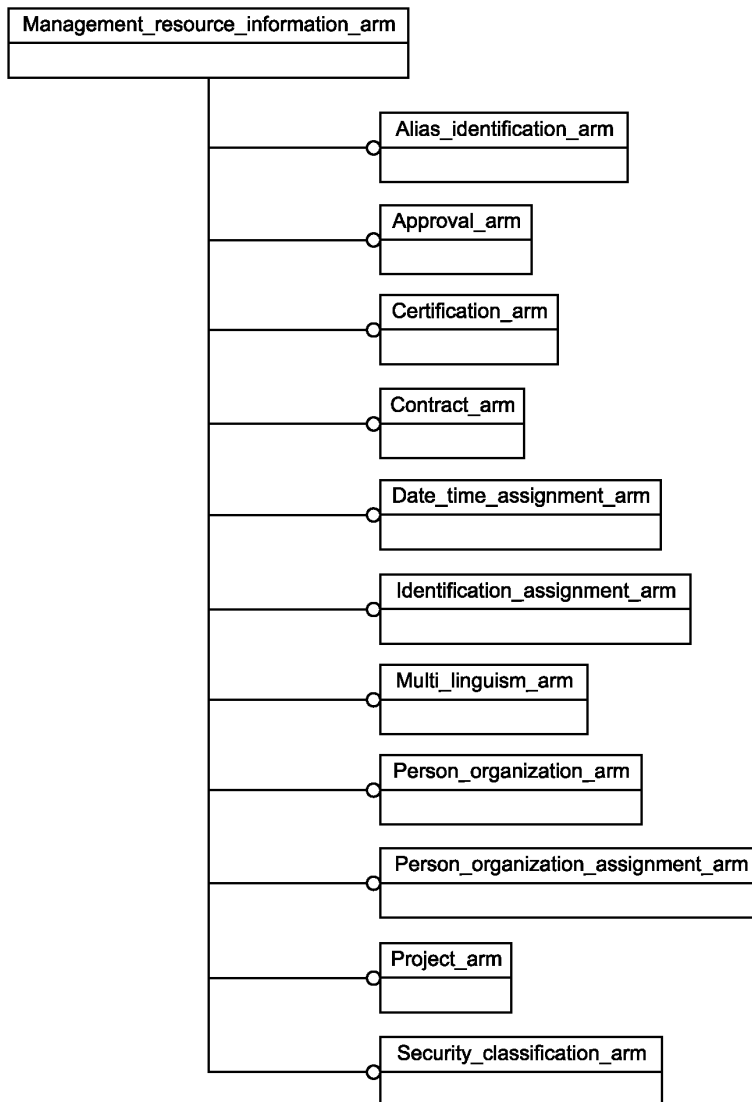 Management_resource_information_arm
Alias_identification_arm
Approval_arm
Certification_arm
Contract_arm
Date_time_assignment_arm
Identification_assignment_arm
Multi_linguism_arm
Person_organization_arm
Person_organization_assignment_arm
Project_arm
Security_classification_arm